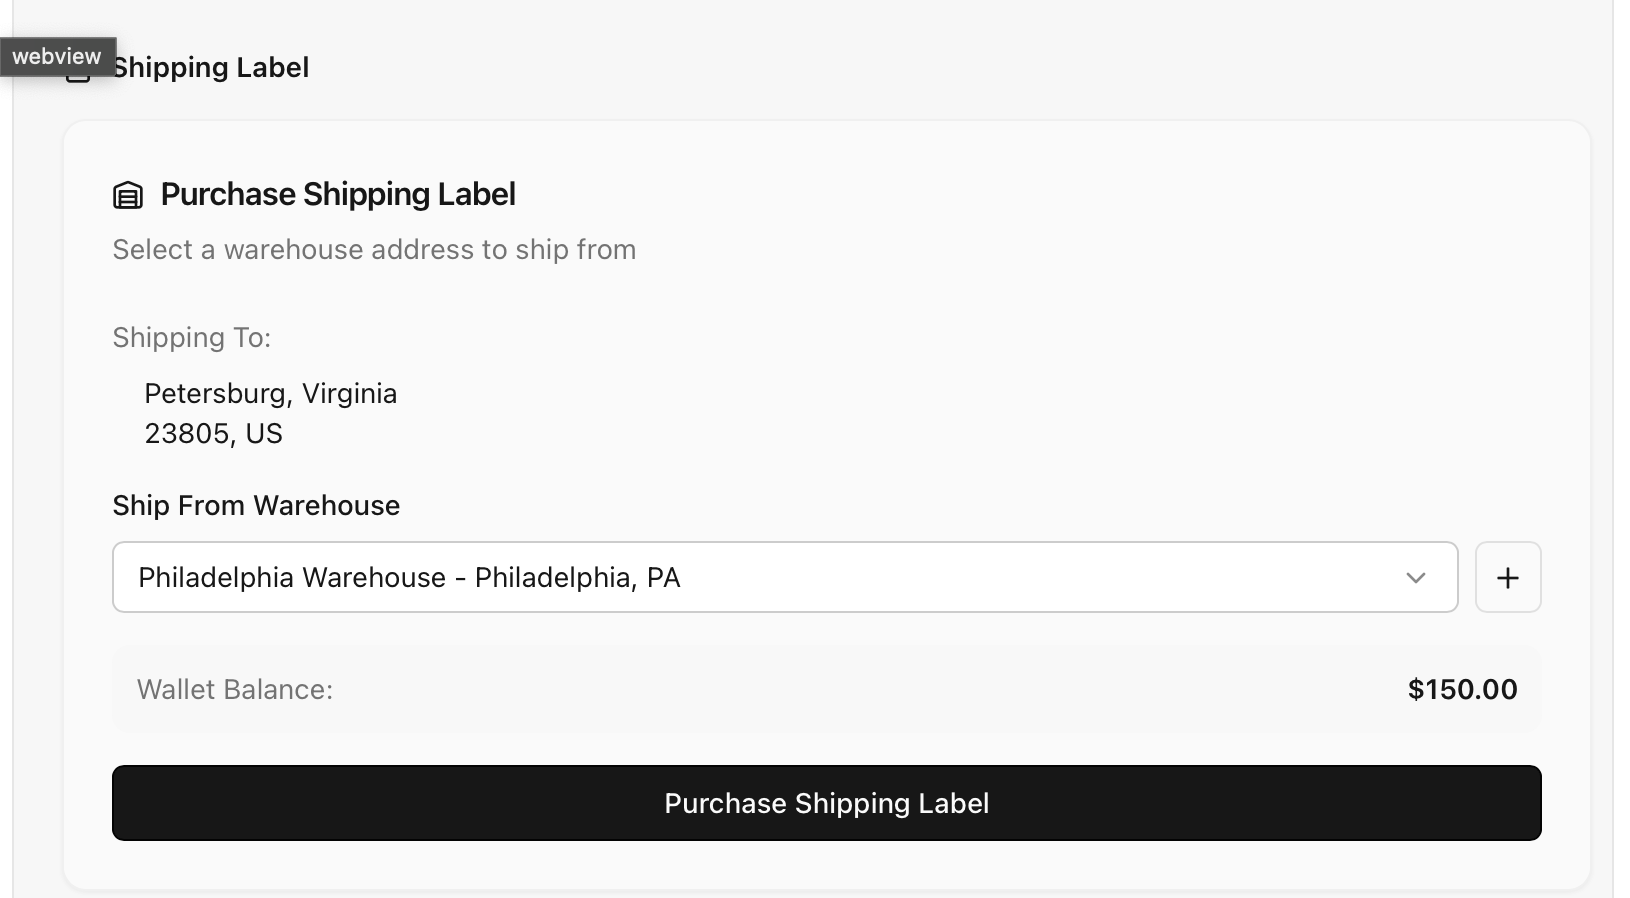 webview
Shipping Label
Purchase Shipping Label
Select a warehouse address to ship from
Shipping To:
Petersburg, Virginia
23805, US
Ship From Warehouse
Philadelphia Warehouse - Philadelphia, PA
+
Wallet Balance:
$150.00
Purchase Shipping Label